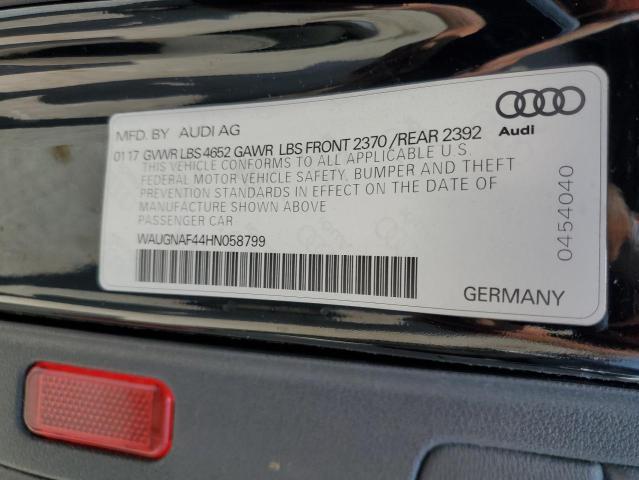 MFD. BY AUDI AG
Audi
01 17 GVWR LBS 4652 GAWR LBS FRONT 2370 /REAR 2392
THIS VEHICLE CONFORMS TO ALL APPLICABLE U.S.
FEDERAL MOTOR VEHICLE SAFETY, BUMPER AND THEFT
PREVENTION STANDARDS IN EFFECT ON THE DATE OF
MANUFACTURE SHOWN ABOVE
PASSENGER CAR
WAUGNAF44HN058799
0454040
GERMANY